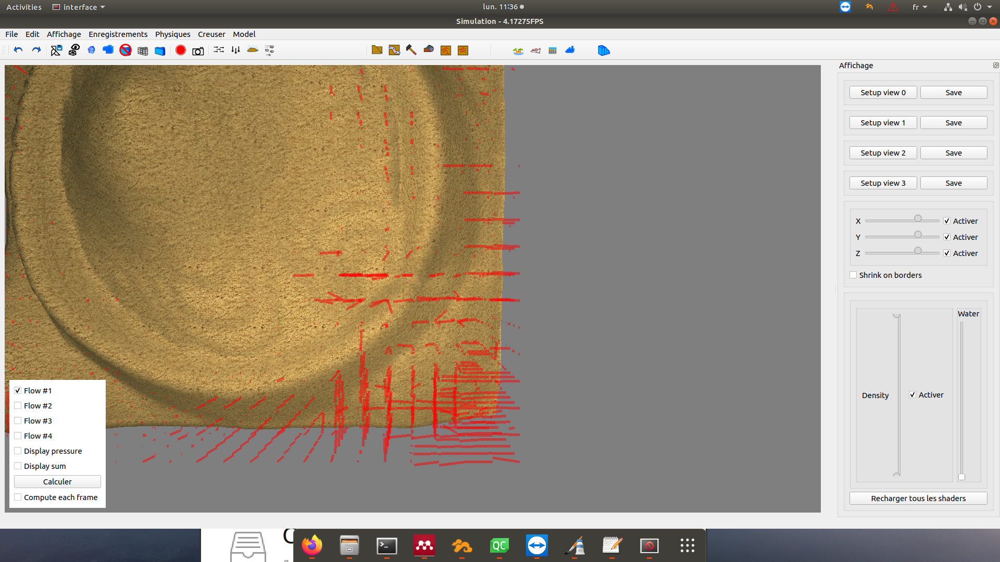 Activities
interface
lun. 11:36
fr
Simulation - 4.17275FPS
File Edit Affichage Enregistrements Physiques Creuser Model
Affichage
Setup view 0 Save
Setup view 1 Save
Setup view 2 Save
Setup view 3 Save
X Activer
Y Activer
Z Activer
Shrink on borders
Water
Density Activer
Recharger tous les shaders
Flow #1
Flow #2
Flow #3
Flow #4
Display pressure
Display sum
Calculer
Compute each frame
QC